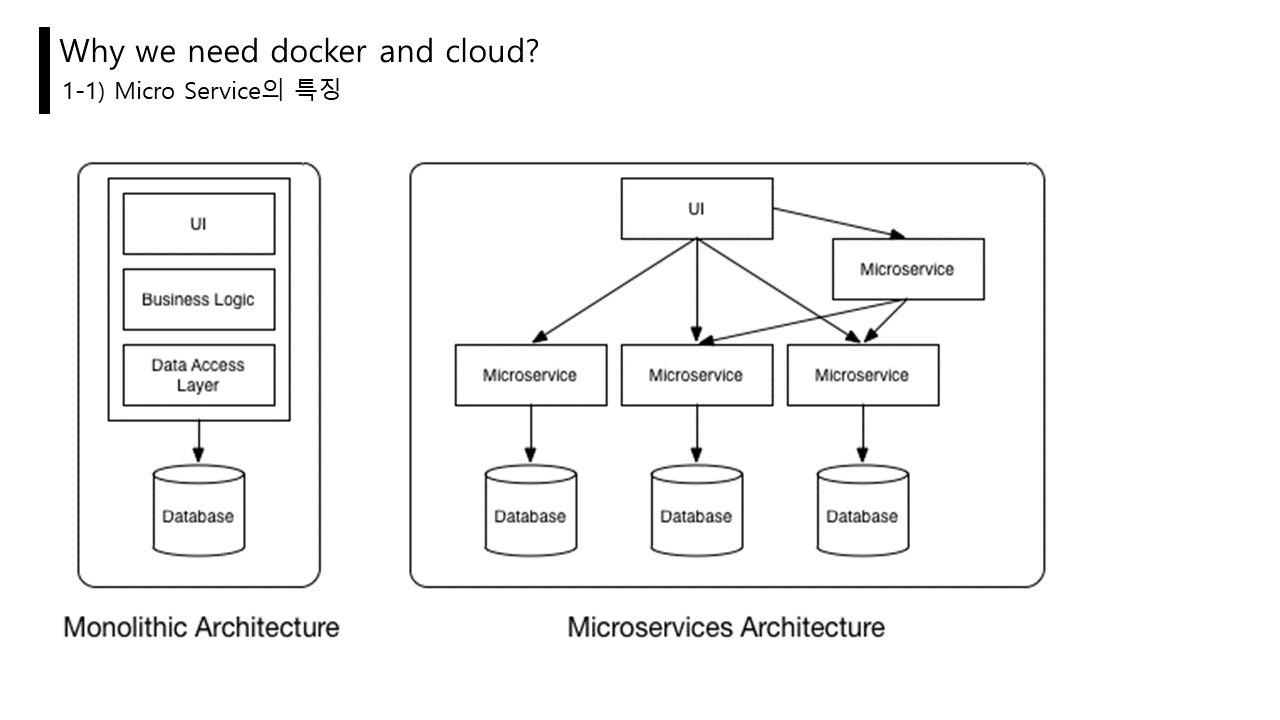 Why we need docker and cloud?
1-1) Micro Service의 특징
UI
Business Logic
Data Access
Layer
Database
Monolithic Architecture
UI
Microservice
Microservice
Microservice
Microservice
Database
Database
Database
Microservices Architecture